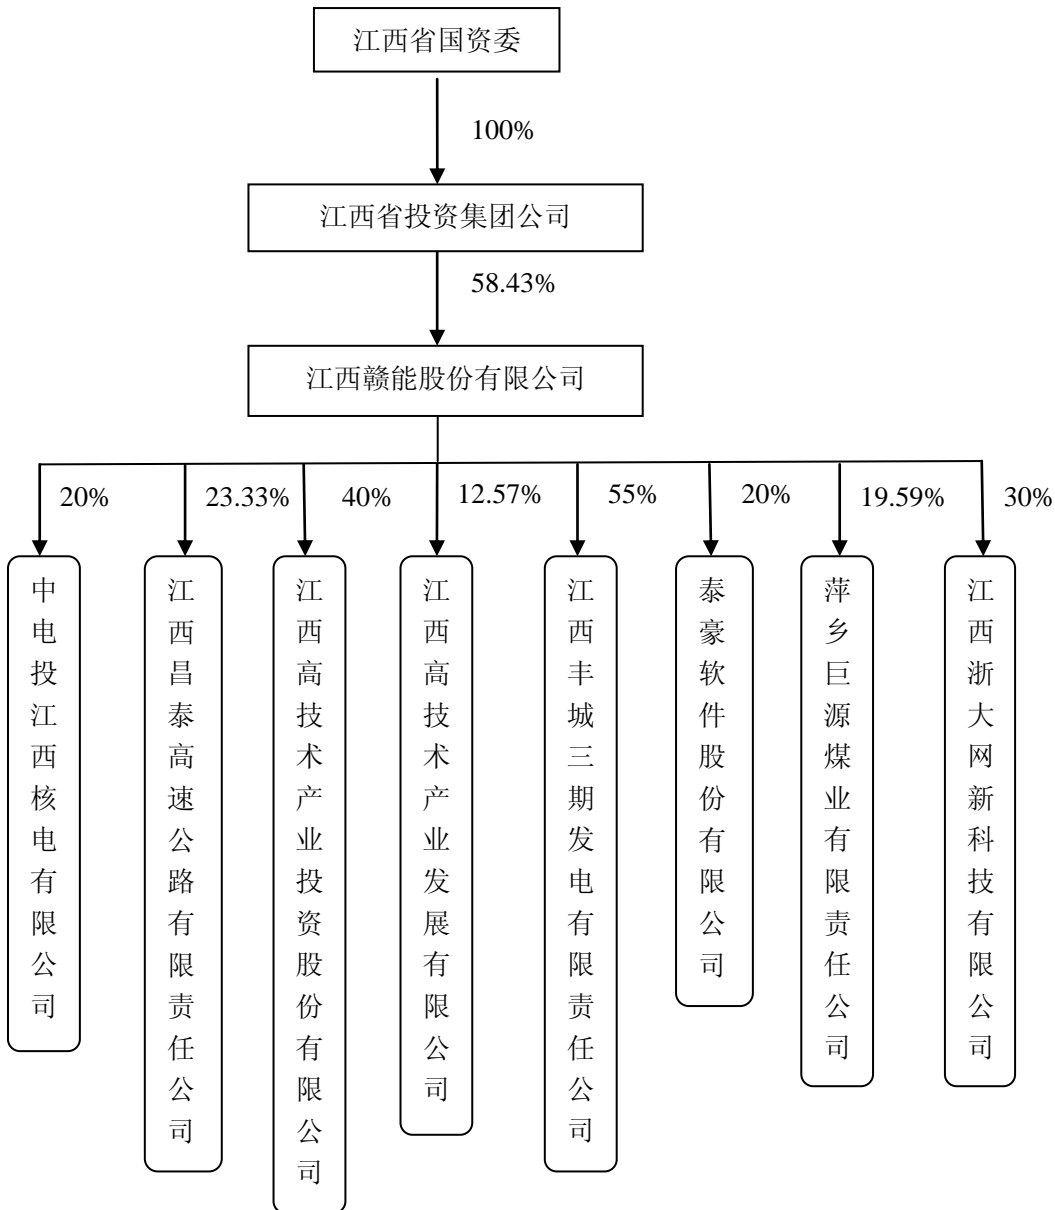 江西省国资委
100%
江西省投资集团公司
58.43%
江西赣能股份有限公司
20%
23.33%
40%
12.57%
55%
20%
19.59%
30%
中电投江西核电有限公司
江西昌泰高速公路有限责任公司
江西高技术产业投资股份有限公司
江西高技术产业发展有限公司
江西丰城三期发电有限责任公司
泰豪软件股份有限公司
萍乡巨源煤业有限责任公司
江西浙大网新科技有限公司